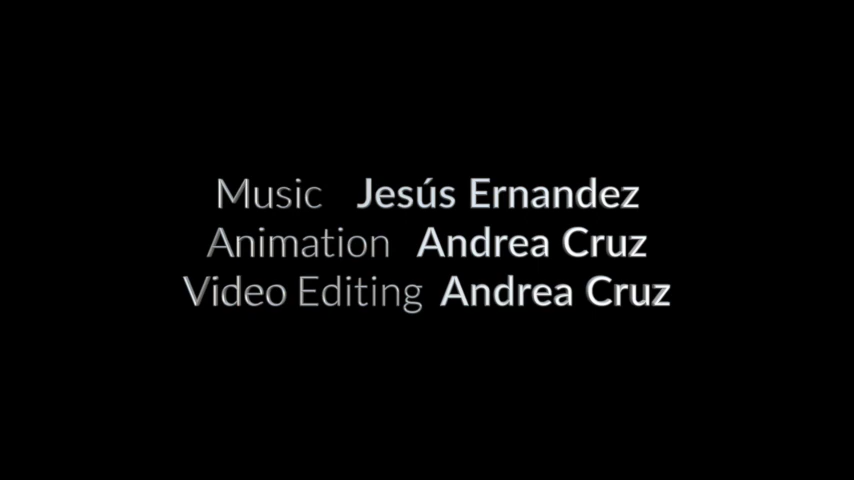 Music Jesús Ernandez
Animation Andrea Cruz
Video Editing Andrea Cruz